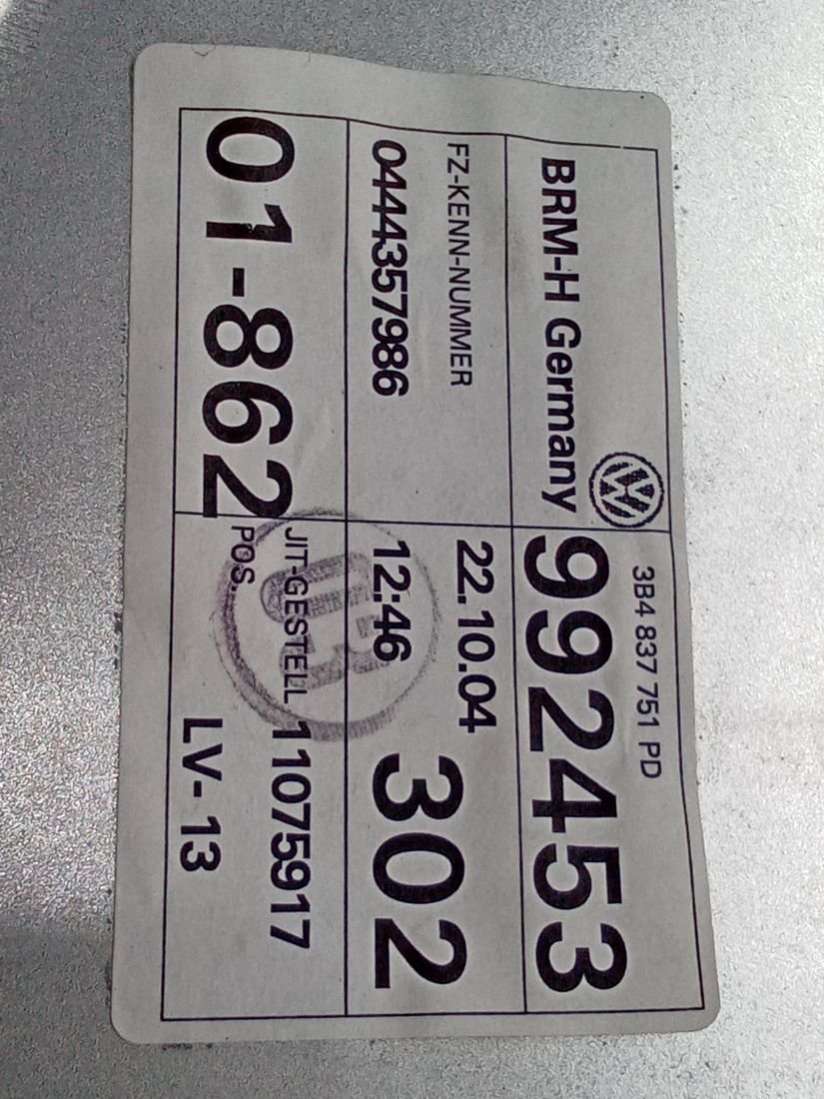 BRM-H Germany
3B4 837 751 PD
992453
FZ-KENN-NUMMER
0444357986
22.10.04
12:46
302
01-862
JIT-GESTELL 11075917
POS. LV-13
03